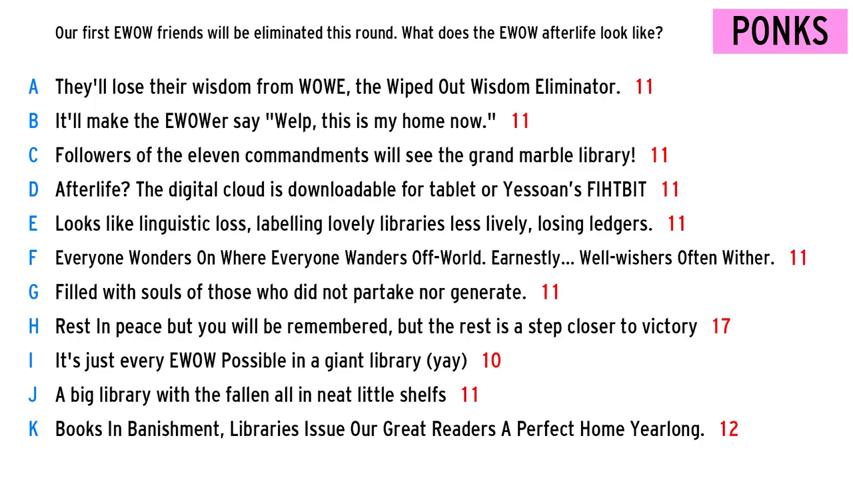 Our first EWOW friends will be eliminated this round. What does the EWOW afterlife look like?
PONKS
A They'll lose their wisdom from WOWE, the Wiped Out Wisdom Eliminator. 11
B It'll make the EWOWer say "Welp, this is my home now." 11
C Followers of the eleven commandments will see the grand marble library! 11
D Afterlife? The digital cloud is downloadable for tablet or Yessoan’s FIHTBIT 11
E Looks like linguistic loss, labelling lovely libraries less lively, losing ledgers. 11
F Everyone Wonders On Where Everyone Wanders Off-World. Earnestly... Well-wishers Often Wither. 11
G Filled with souls of those who did not partake nor generate. 11
H Rest In peace but you will be remembered, but the rest is a step closer to victory 17
I It's just every EWOW Possible in a giant library (yay) 10
J A big library with the fallen all in neat little shelfs 11
K Books In Banishment, Libraries Issue Our Great Readers A Perfect Home Yearlong. 12